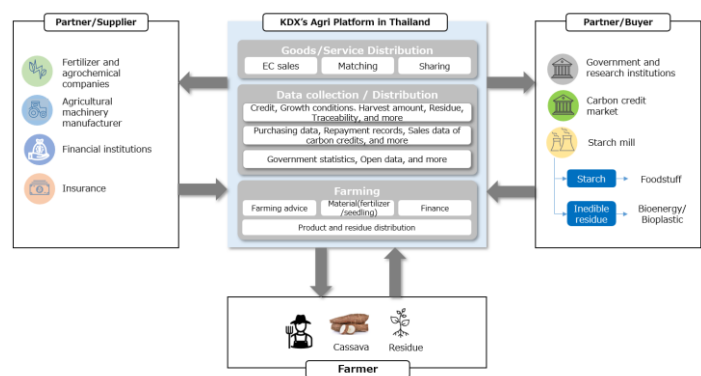 Partner/Supplier
Fertilizer and
agrochemical
companies
Agricultural
machinery
manufacturer
Financial institutions
Insurance
KDX's Agri Platform in Thailand
Goods/Service Distribution
EC sales
Matching
Sharing
Data collection / Distribution
Credit, Growth conditions. Harvest amount, Residue,
Traceability, and more
Purchasing data, Repayment records, Sales data of
carbon credits, and more
Government statistics, Open data, and more
Farming
Farming advice
Material(fertilizer
/seedling)
Finance
Product and residue distribution
Partner/Buyer
Government and
research institutions
Carbon credit
market
Starch mill
Starch
Foodstuff
Inedible
residue
Bioenergy/
Bioplastic
Cassava
Residue
Farmer